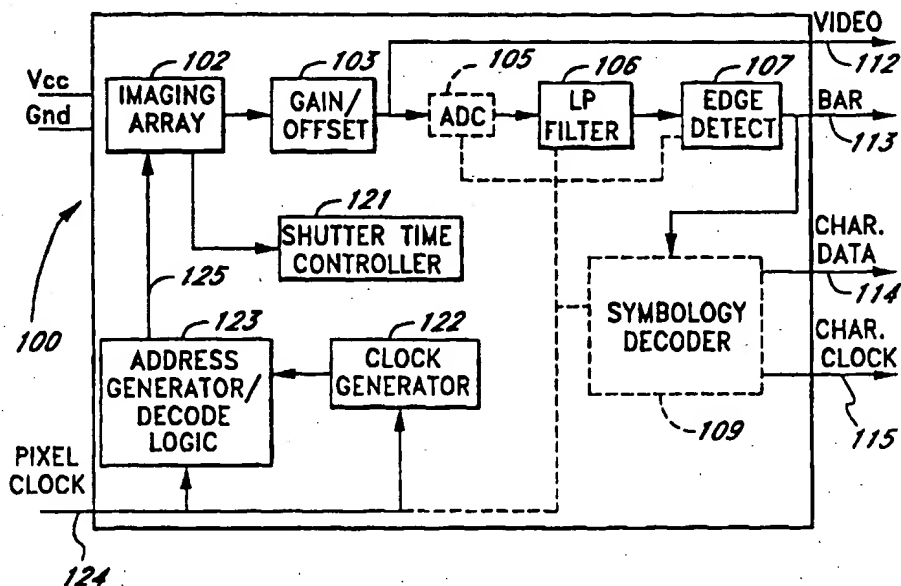 VIDEO
112
102
103
105
106
107
Vcc
Gnd
IMAGING
ARRAY
GAIN/
OFFSET
ADC
LP
FILTER
EDGE
DETECT
BAR
113
121
SHUTTER TIME
CONTROLLER
125
100
CHAR.
DATA
114
SYMBOLOGY
DECODER
123
122
ADDRESS
GENERATOR/
DECODE
LOGIC
CLOCK
GENERATOR
CHAR.
CLOCK
109
115
PIXEL
CLOCK
124